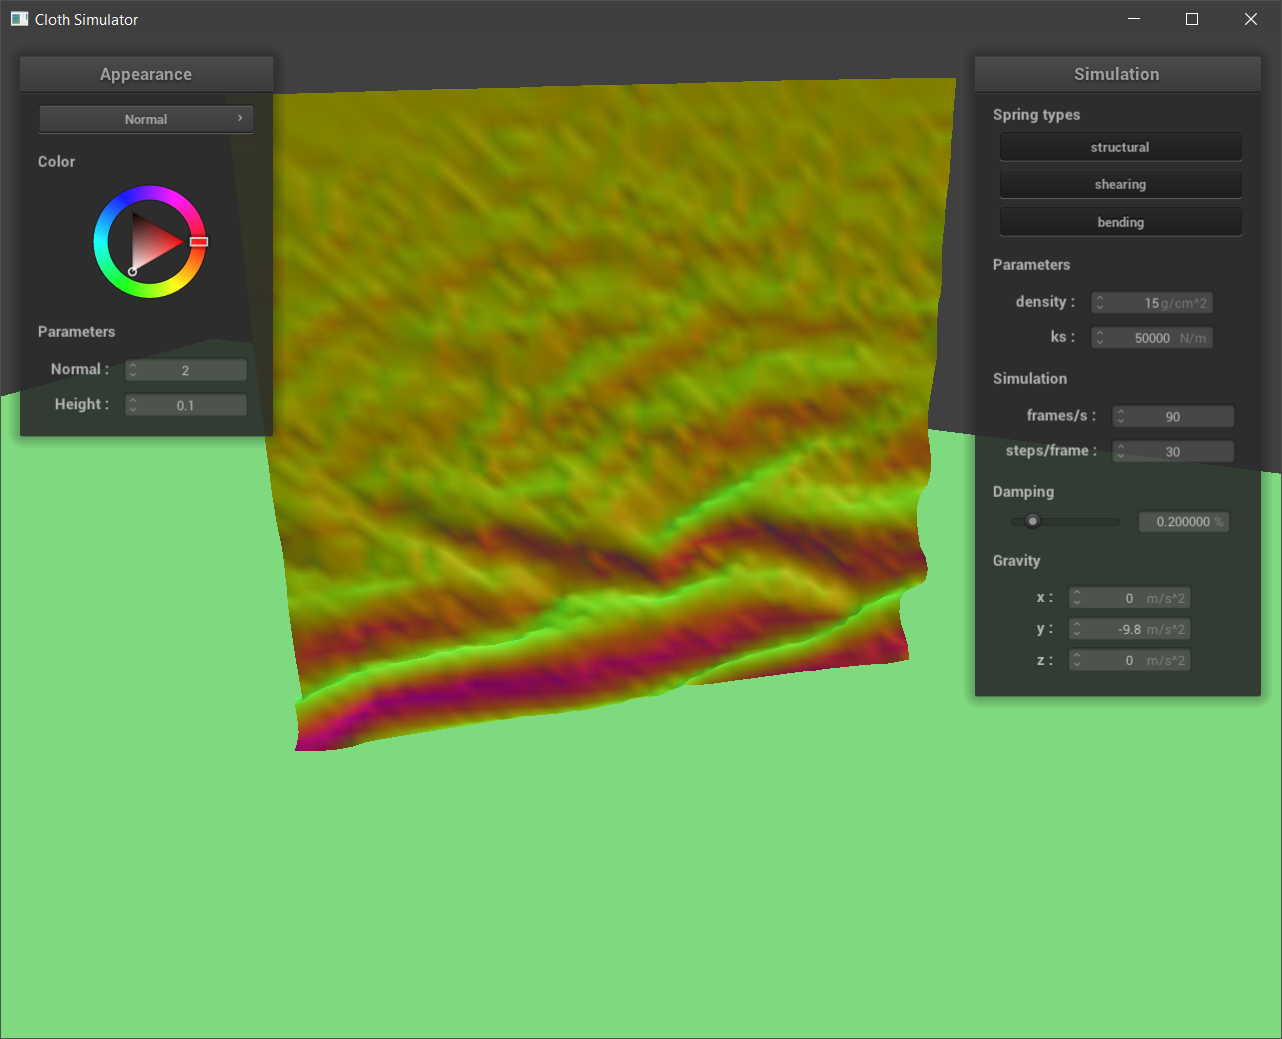 Cloth Simulator
Appearance
Normal
Color
Parameters
Normal : 2
Height : 0.1
Simulation
Spring types
structural
shearing
bending
Parameters
density : 15 g/cm^2
ks : 50000 N/m
Simulation
frames/s : 90
steps/frame : 30
Damping
0.200000 %
Gravity
x : 0 m/s^2
y : -9.8 m/s^2
z : 0 m/s^2